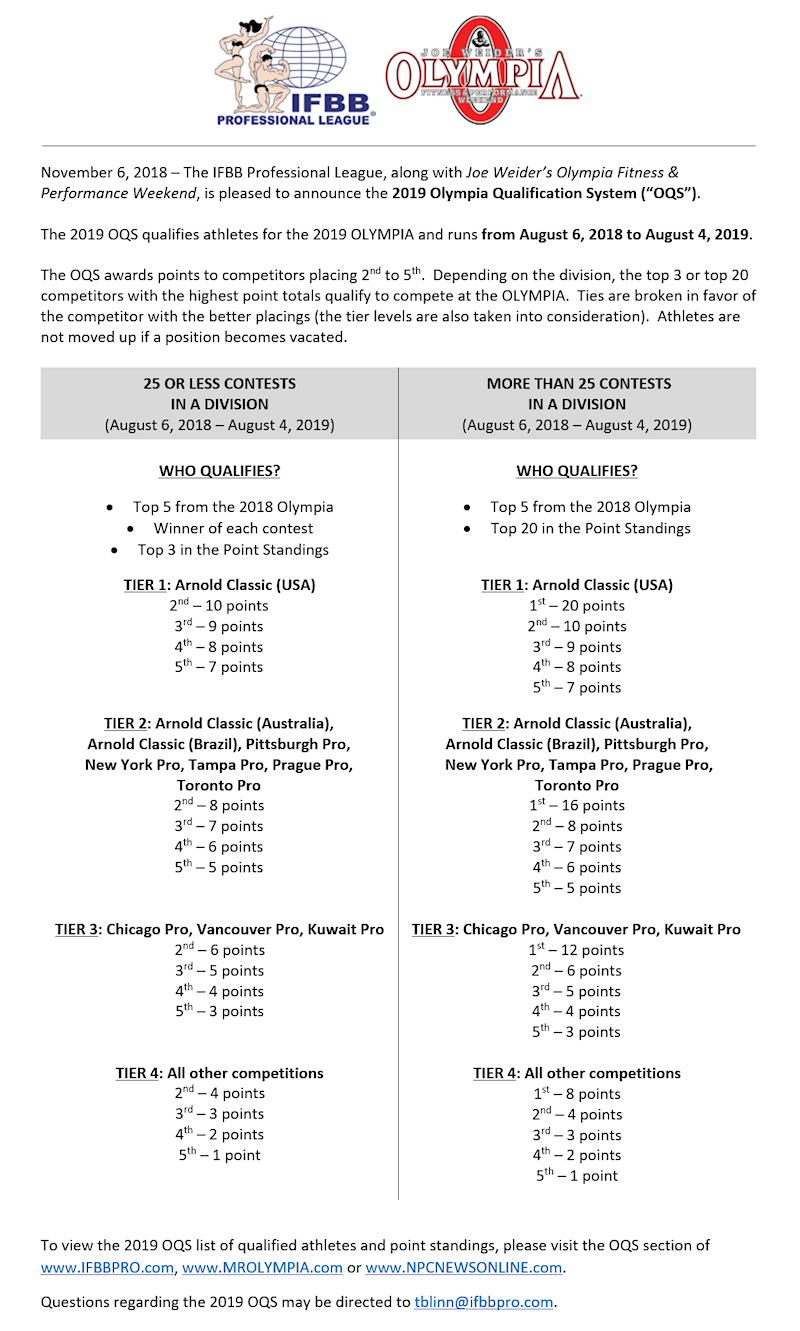 IFBB
PROFESSIONAL LEAGUE
JOE WEIDER'S
OLYMPIA
FITNESS & PERFORMANCE
WEEKEND
November 6, 2018 – The IFBB Professional League, along with Joe Weider's Olympia Fitness &
Performance Weekend, is pleased to announce the 2019 Olympia Qualification System ("OQS").
The 2019 OQS qualifies athletes for the 2019 OLYMPIA and runs from August 6, 2018 to August 4, 2019.
The OQS awards points to competitors placing 2nd to 5th.  Depending on the division, the top 3 or top 20
competitors with the highest point totals qualify to compete at the OLYMPIA.  Ties are broken in favor of
the competitor with the better placings (the tier levels are also taken into consideration).  Athletes are
not moved up if a position becomes vacated.
25 OR LESS CONTESTS
IN A DIVISION
(August 6, 2018 – August 4, 2019)
WHO QUALIFIES?
• Top 5 from the 2018 Olympia
• Winner of each contest
• Top 3 in the Point Standings
TIER 1: Arnold Classic (USA)
2nd – 10 points
3rd – 9 points
4th – 8 points
5th – 7 points
TIER 2: Arnold Classic (Australia),
Arnold Classic (Brazil), Pittsburgh Pro,
New York Pro, Tampa Pro, Prague Pro,
Toronto Pro
2nd – 8 points
3rd – 7 points
4th – 6 points
5th – 5 points
TIER 3: Chicago Pro, Vancouver Pro, Kuwait Pro
2nd – 6 points
3rd – 5 points
4th – 4 points
5th – 3 points
TIER 4: All other competitions
2nd – 4 points
3rd – 3 points
4th – 2 points
5th – 1 point
MORE THAN 25 CONTESTS
IN A DIVISION
(August 6, 2018 – August 4, 2019)
WHO QUALIFIES?
• Top 5 from the 2018 Olympia
• Top 20 in the Point Standings
TIER 1: Arnold Classic (USA)
1st – 20 points
2nd – 10 points
3rd – 9 points
4th – 8 points
5th – 7 points
TIER 2: Arnold Classic (Australia),
Arnold Classic (Brazil), Pittsburgh Pro,
New York Pro, Tampa Pro, Prague Pro,
Toronto Pro
1st – 16 points
2nd – 8 points
3rd – 7 points
4th – 6 points
5th – 5 points
TIER 3: Chicago Pro, Vancouver Pro, Kuwait Pro
1st – 12 points
2nd – 6 points
3rd – 5 points
4th – 4 points
5th – 3 points
TIER 4: All other competitions
1st – 8 points
2nd – 4 points
3rd – 3 points
4th – 2 points
5th – 1 point
To view the 2019 OQS list of qualified athletes and point standings, please visit the OQS section of
www.IFBBPRO.com, www.MROLYMPIA.com or www.NPCNEWSONLINE.com.
Questions regarding the 2019 OQS may be directed to tblinn@ifbbpro.com.